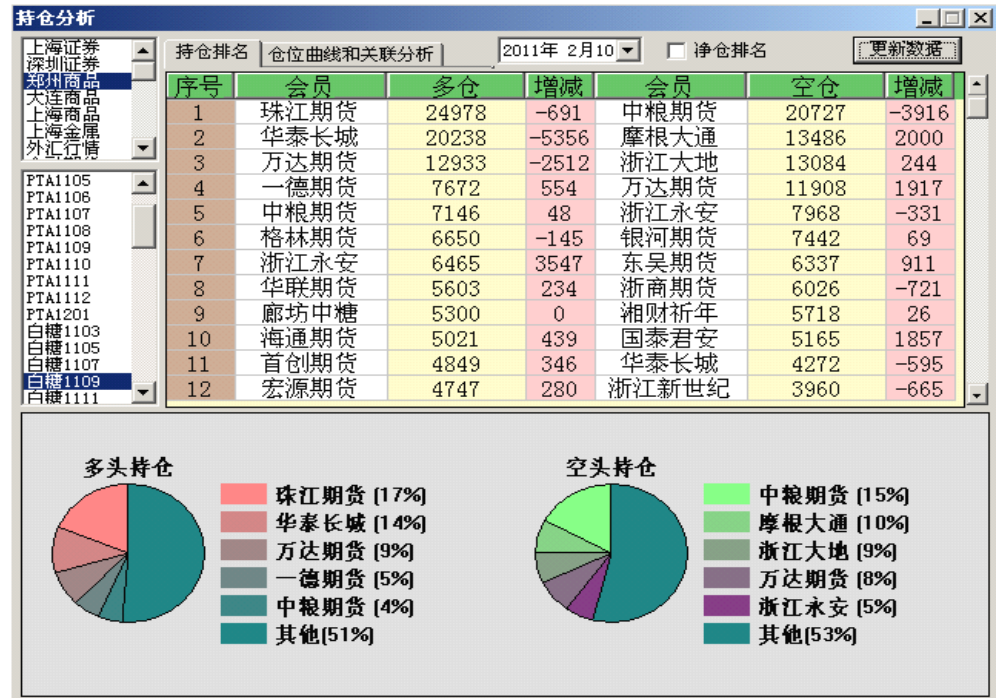 持仓分析
上海证券
深圳证券
郑州商品
大连商品
上海商品
上海金属
外汇行情
PTA1105
PTA1106
PTA1107
PTA1108
PTA1109
PTA1110
PTA1111
PTA1112
PTA1201
白糖1103
白糖1105
白糖1107
白糖1109
白糖1111
持仓排名 仓位曲线和关联分析 2011年 2月10 净仓排名 更新数据
序号 会员 多仓 增减 会员 空仓 增减
1 珠江期货 24978 -691 中粮期货 20727 -3916
2 华泰长城 20238 -5356 摩根大通 13486 2000
3 万达期货 12933 -2512 浙江大地 13084 244
4 一德期货 7672 554 万达期货 11908 1917
5 中粮期货 7146 48 浙江永安 7968 -331
6 格林期货 6650 -145 银河期货 7442 69
7 浙江永安 6465 3547 东吴期货 6337 911
8 华联期货 5603 234 浙商期货 6026 -721
9 廊坊中糖 5300 0 湘财祈年 5718 26
10 海通期货 5021 439 国泰君安 5165 1857
11 首创期货 4849 346 华泰长城 4272 -595
12 宏源期货 4747 280 浙江新世纪 3960 -665
多头持仓
珠江期货 (17%)
华泰长城 (14%)
万达期货 (9%)
一德期货 (5%)
中粮期货 (4%)
其他(51%)
空头持仓
中粮期货 (15%)
摩根大通 (10%)
浙江大地 (9%)
万达期货 (8%)
浙江永安 (5%)
其他(53%)